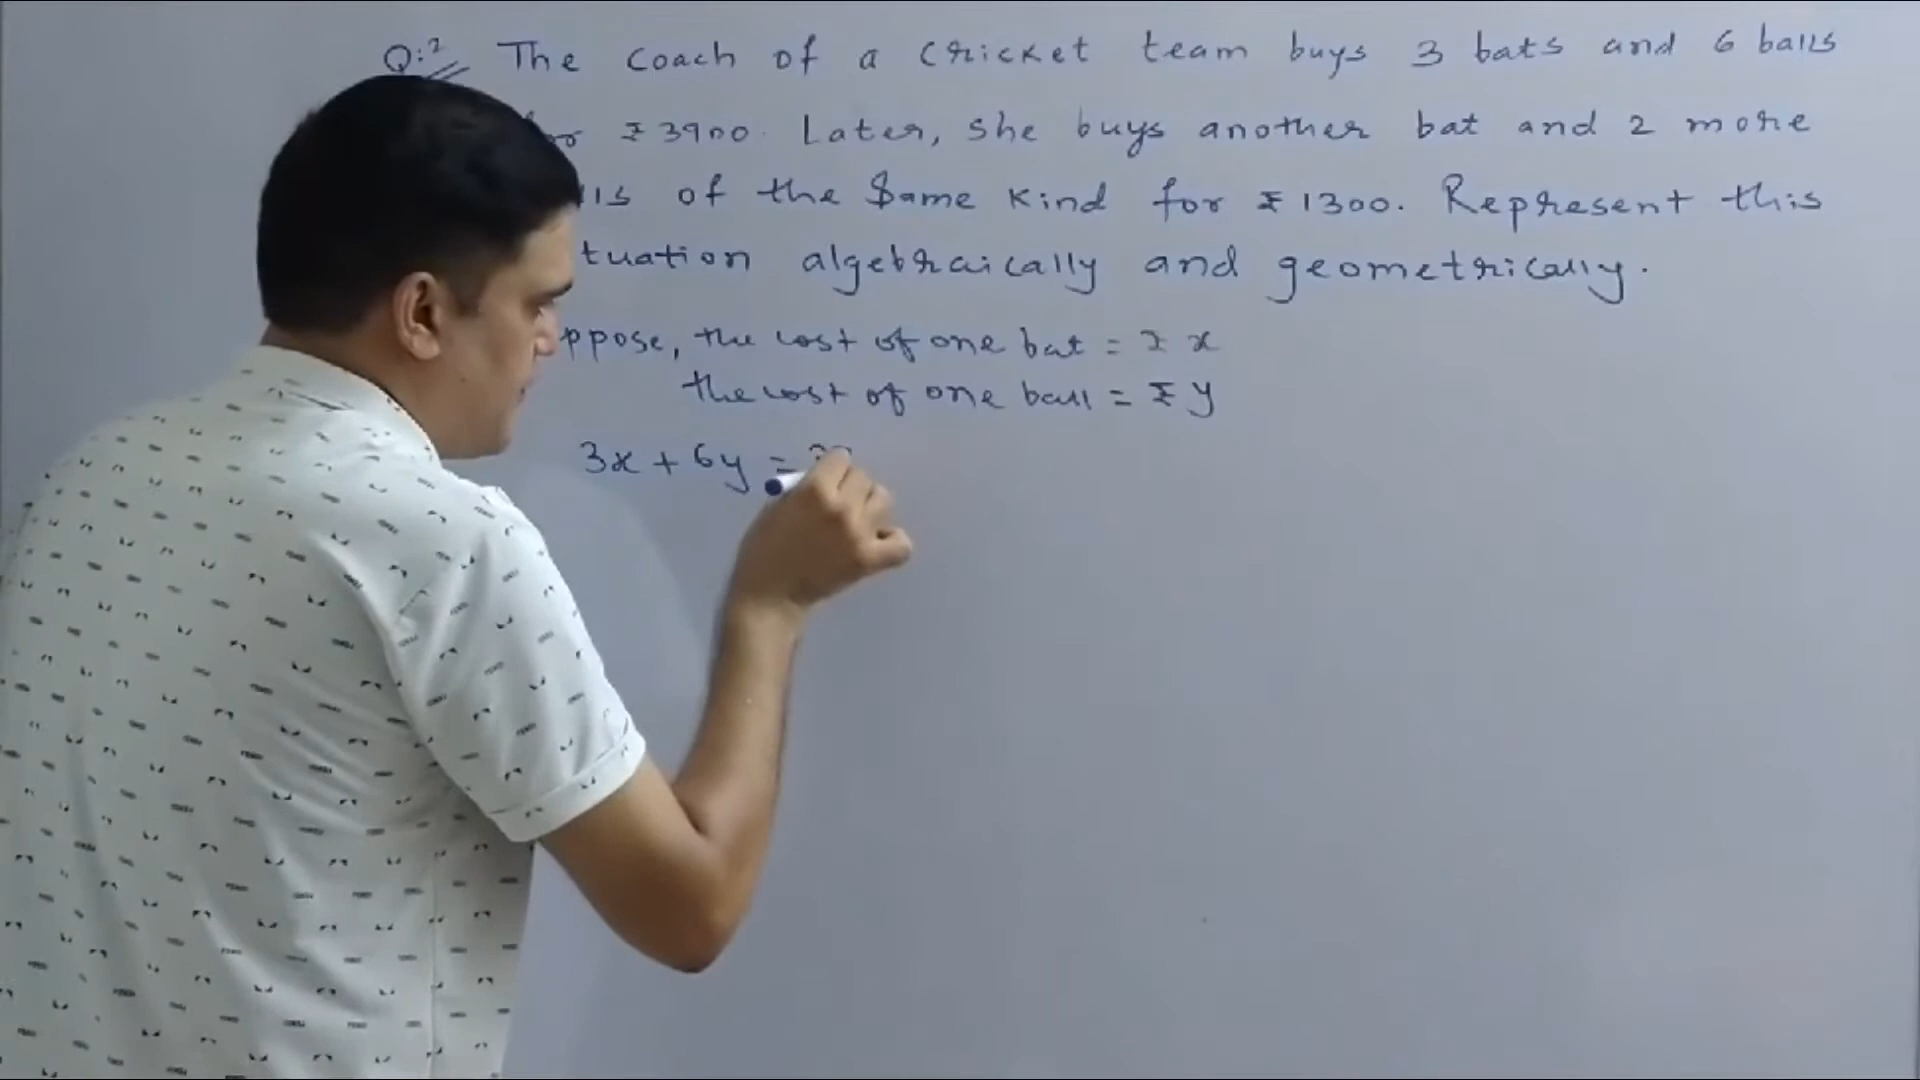 Q:2 The coach of a cricket team buys 3 bats and 6 balls
₹3900. Later, she buys another bat and 2 more
of the Same kind for ₹1300. Represent this
algebraically and geometrically.
the cost of one bat = ₹ x
the cost of one ball = ₹ y
3x + 6y =